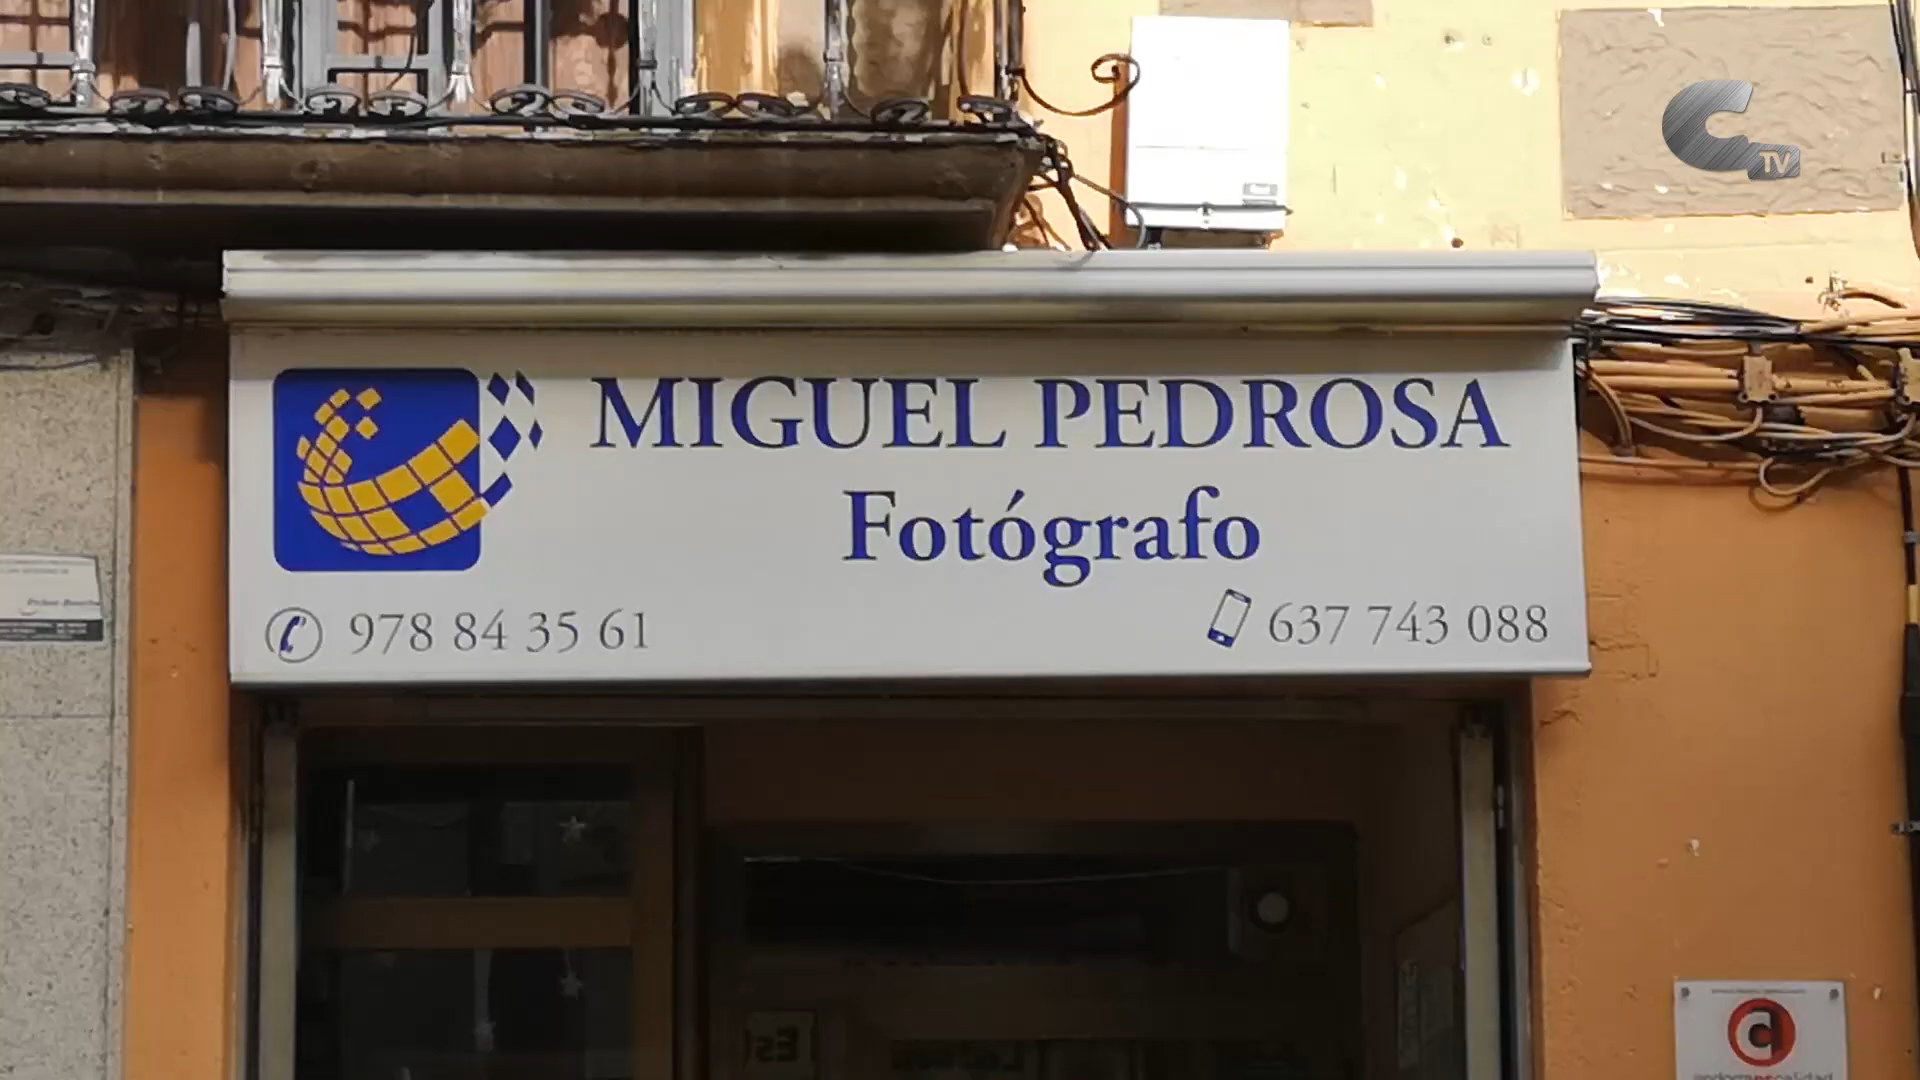 TV
MIGUEL PEDROSA
Fotógrafo
978 84 35 61
637 743 088